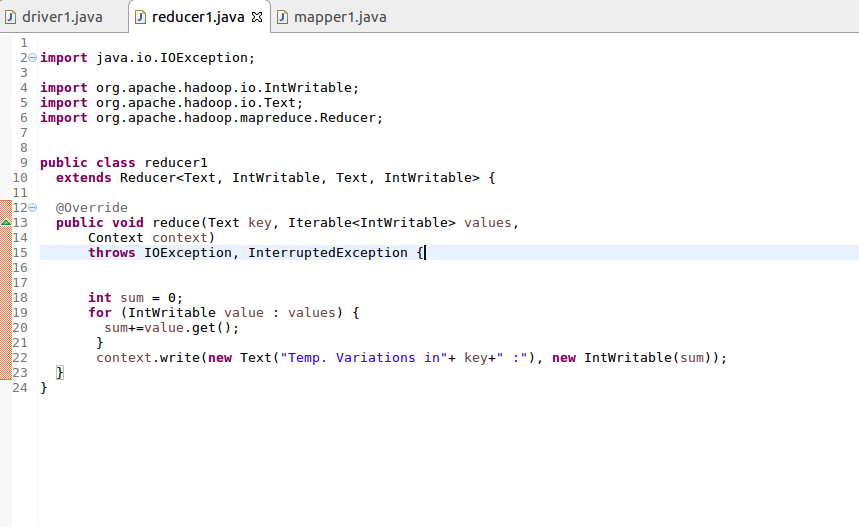 driver1.java reducer1.java mapper1.java
1
2 import java.io.IOException;
3
4 import org.apache.hadoop.io.IntWritable;
5 import org.apache.hadoop.io.Text;
6 import org.apache.hadoop.mapreduce.Reducer;
7
8
9 public class reducer1
10 extends Reducer<Text, IntWritable, Text, IntWritable> {
11
12 @Override
13 public void reduce(Text key, Iterable<IntWritable> values,
14 Context context)
15 throws IOException, InterruptedException {
16
17
18 int sum = 0;
19 for (IntWritable value : values) {
20 sum+=value.get();
21 }
22 context.write(new Text("Temp. Variations in"+ key+" :"), new IntWritable(sum));
23 }
24 }